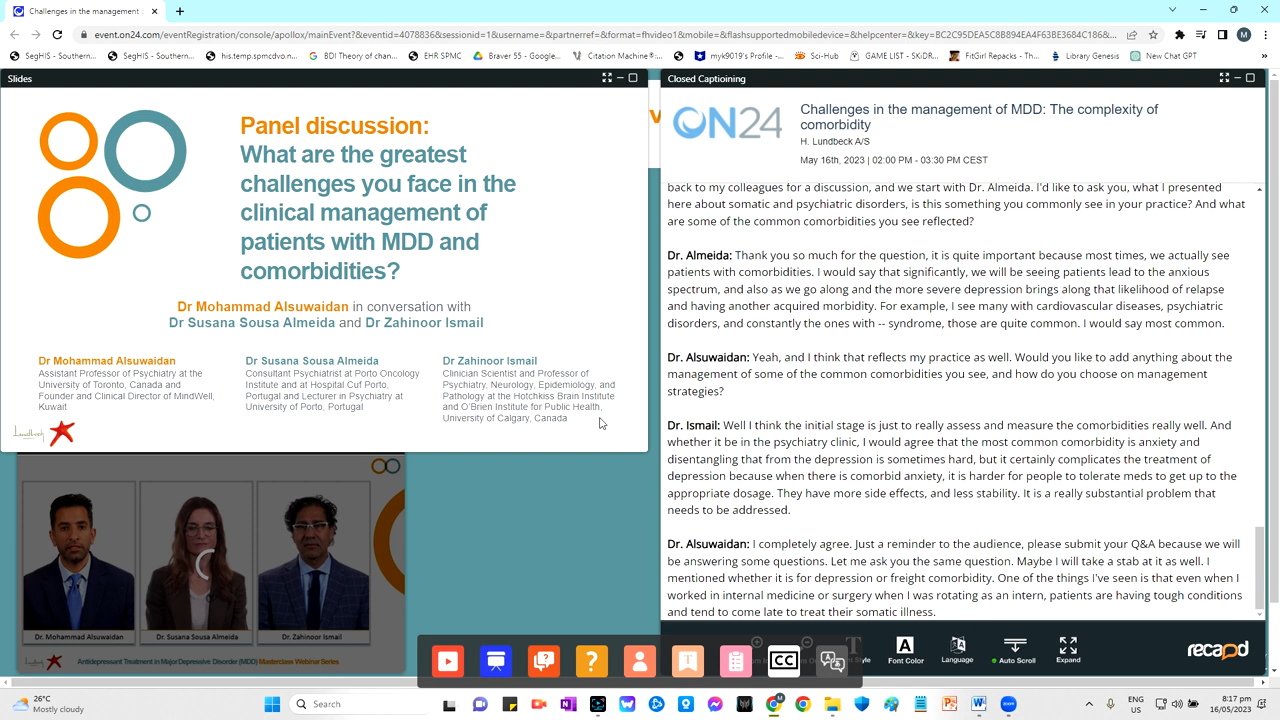 Challenges in the management
event.on24.com/eventRegistration/console/apollox/mainEvent?&eventid=4078836&sessionid=1&username=&partnerref=&format=fhvideo1&mobile=&flashsupportedmobiledevice=&helpcenter=&key=BC2C95DEA5C8B894EA4F63BE3684C186&...
M
SegHIS - Southern...
SegHIS - Southern...
his.temp.spmcdvo.n...
BDI Theory of chan...
EHR SPMC
Braver 55 - Google...
Citation Machine®:...
myk9019's Profile -...
Sci-Hub
GAME LIST - SKiDR...
FitGirl Repacks - Th...
Library Genesis
New Chat GPT
»
Slides
Panel discussion:
What are the greatest
challenges you face in the
clinical management of
patients with MDD and
comorbidities?
Dr Mohammad Alsuwaidan in conversation with
Dr Susana Sousa Almeida and Dr Zahinoor Ismail
Dr Mohammad Alsuwaidan
Assistant Professor of Psychiatry at the
University of Toronto, Canada and
Founder and Clinical Director of MindWell,
Kuwait
Dr Susana Sousa Almeida
Consultant Psychiatrist at Porto Oncology
Institute and at Hospital Cuf Porto,
Portugal and Lecturer in Psychiatry at
University of Porto, Portugal
Dr Zahinoor Ismail
Clinician Scientist and Professor of
Psychiatry, Neurology, Epidemiology, and
Pathology at the Hotchkiss Brain Institute
and O'Brien Institute for Public Health,
University of Calgary, Canada
Lundbeck
Dr. Mohammad Alsuwaidan
Dr. Susana Sousa Almeida
Dr. Zahinoor Ismail
Antidepressant Treatment in Major Depressive Disorder (MDD) Masterclass Webinar Series
Closed Captioining
ON24
Challenges in the management of MDD: The complexity of
comorbidity
H. Lundbeck A/S
May 16th, 2023 | 02:00 PM - 03:30 PM CEST
back to my colleagues for a discussion, and we start with Dr. Almeida. I'd like to ask you, what I presented
here about somatic and psychiatric disorders, is this something you commonly see in your practice? And what
are some of the common comorbidities you see reflected?
Dr. Almeida: Thank you so much for the question, it is quite important because most times, we actually see
patients with comorbidities. I would say that significantly, we will be seeing patients lead to the anxious
spectrum, and also as we go along and the more severe depression brings along that likelihood of relapse
and having another acquired morbidity. For example, I see many with cardiovascular diseases, psychiatric
disorders, and constantly the ones with -- syndrome, those are quite common. I would say most common.
Dr. Alsuwaidan: Yeah, and I think that reflects my practice as well. Would you like to add anything about the
management of some of the common comorbidities you see, and how do you choose on management
strategies?
Dr. Ismail: Well I think the initial stage is just to really assess and measure the comorbidities really well. And
whether it be in the psychiatry clinic, I would agree that the most common comorbidity is anxiety and
disentangling that from the depression is sometimes hard, but it certainly complicates the treatment of
depression because when there is comorbid anxiety, it is harder for people to tolerate meds to get up to the
appropriate dosage. They have more side effects, and less stability. It is a really substantial problem that
needs to be addressed.
Dr. Alsuwaidan: I completely agree. Just a reminder to the audience, please submit your Q&A because we will
be answering some questions. Let me ask you the same question. Maybe I will take a stab at it as well. I
mentioned whether it is for depression or freight comorbidity. One of the things I've seen is that even when I
worked in internal medicine or surgery when I was rotating as an intern, patients are having tough conditions
and tend to come late to treat their somatic illness.
Style
A
Font Color
Language
Auto Scroll
Expand
recapd
?
CC
26°C
Mostly cloudy
Search
ENG
US
8:17 pm
16/05/2023